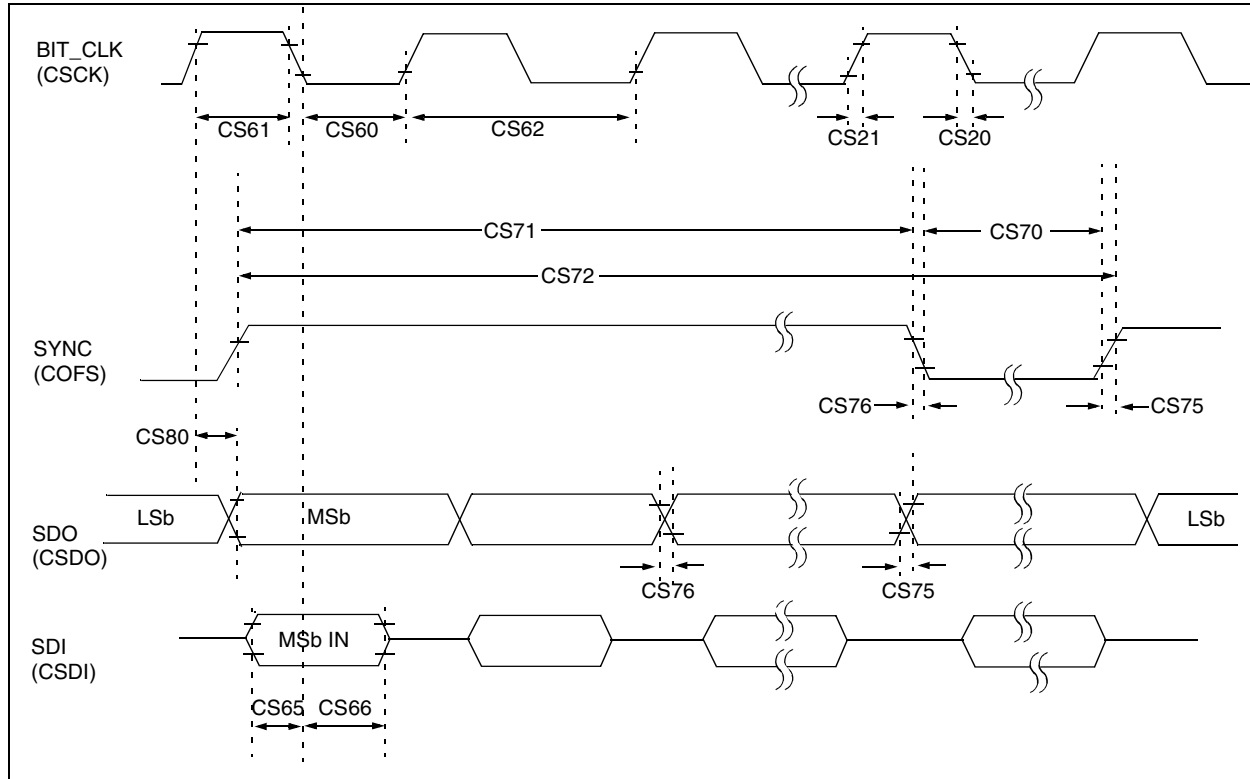 BIT_CLK
(CSCK)
CS61
CS60
CS62
CS21
CS20
CS71
CS70
CS72
SYNC
(COFS)
CS76
CS75
CS80
LSb
MSb
LSb
SDO
(CSDO)
CS76
CS75
MSb IN
SDI
(CSDI)
CS65
CS66